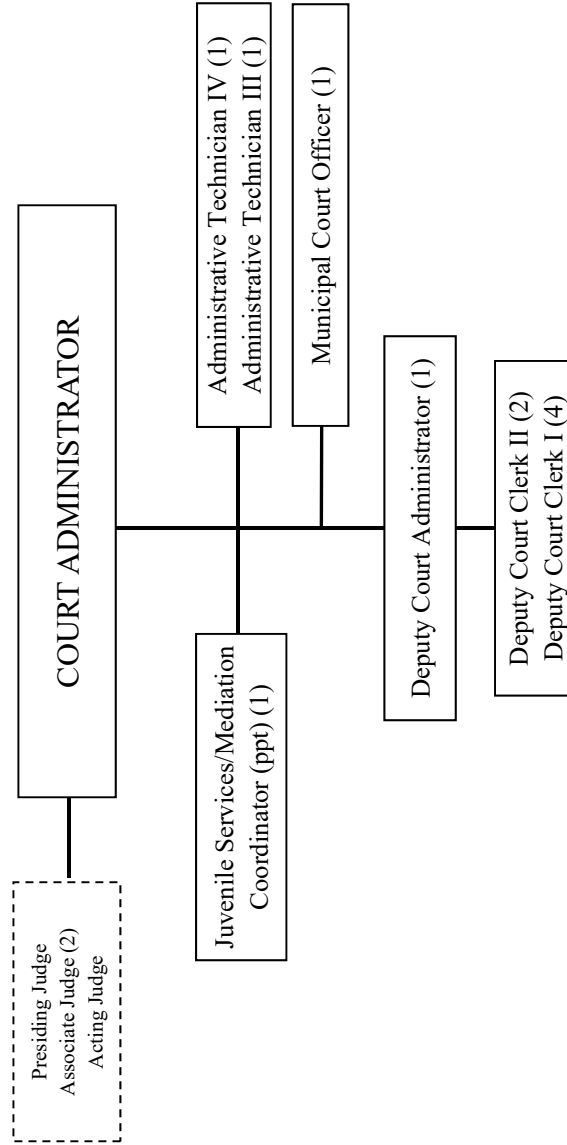 Presiding Judge
Associate Judge (2)
Acting Judge
COURT ADMINISTRATOR
Juvenile Services/Mediation
Coordinator (ppt) (1)
Administrative Technician IV (1)
Administrative Technician III (1)
Municipal Court Officer (1)
Deputy Court Administrator (1)
Deputy Court Clerk II (2)
Deputy Court Clerk I (4)